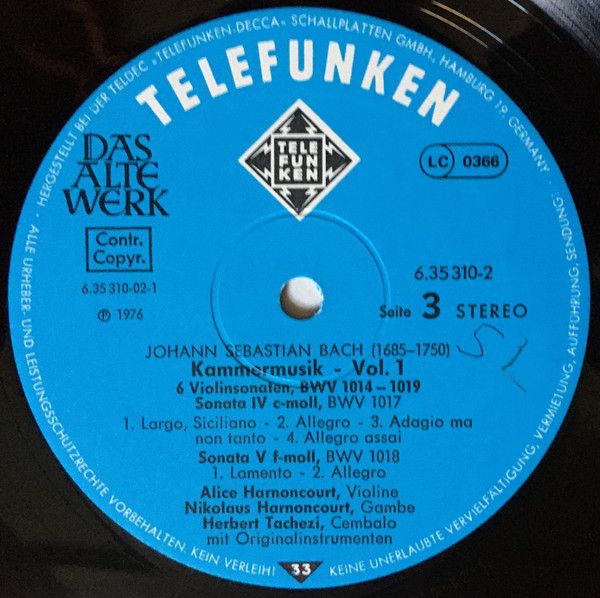 HERGESTELLT BEI DER TELDEC »TELEFUNKEN-DECCA« SCHALLPLATTEN GMBH, HAMBURG 19, GERMANY · KEINE UNERLAUBTE VERVIELFÄLTIGUNG, VERMIETUNG, AUFFÜHRUNG, SENDUNG
ALLE URHEBER- UND LEISTUNGSSCHUTZRECHTE VORBEHALTEN. KEIN VERLEIH!
TELEFUNKEN
TELE
FUN
KEN
DAS
ALTE
WERK
LC 0366
Contr.
Copyr.
6.35 310-02-1
℗ 1976
6.35 310-2
Seite 3 STEREO
JOHANN SEBASTIAN BACH (1685-1750)
Kammermusik - Vol. 1
6 Violinsonaten, BWV 1014-1019
Sonata IV c-moll, BWV 1017
1. Largo, Siciliano - 2. Allegro - 3. Adagio ma
non tanto - 4. Allegro assai
Sonata V f-moll, BWV 1018
1. Lamento - 2. Allegro
Alice Harnoncourt, Violine
Nikolaus Harnoncourt, Gambe
Herbert Tachezi, Cembalo
mit Originalinstrumenten
33